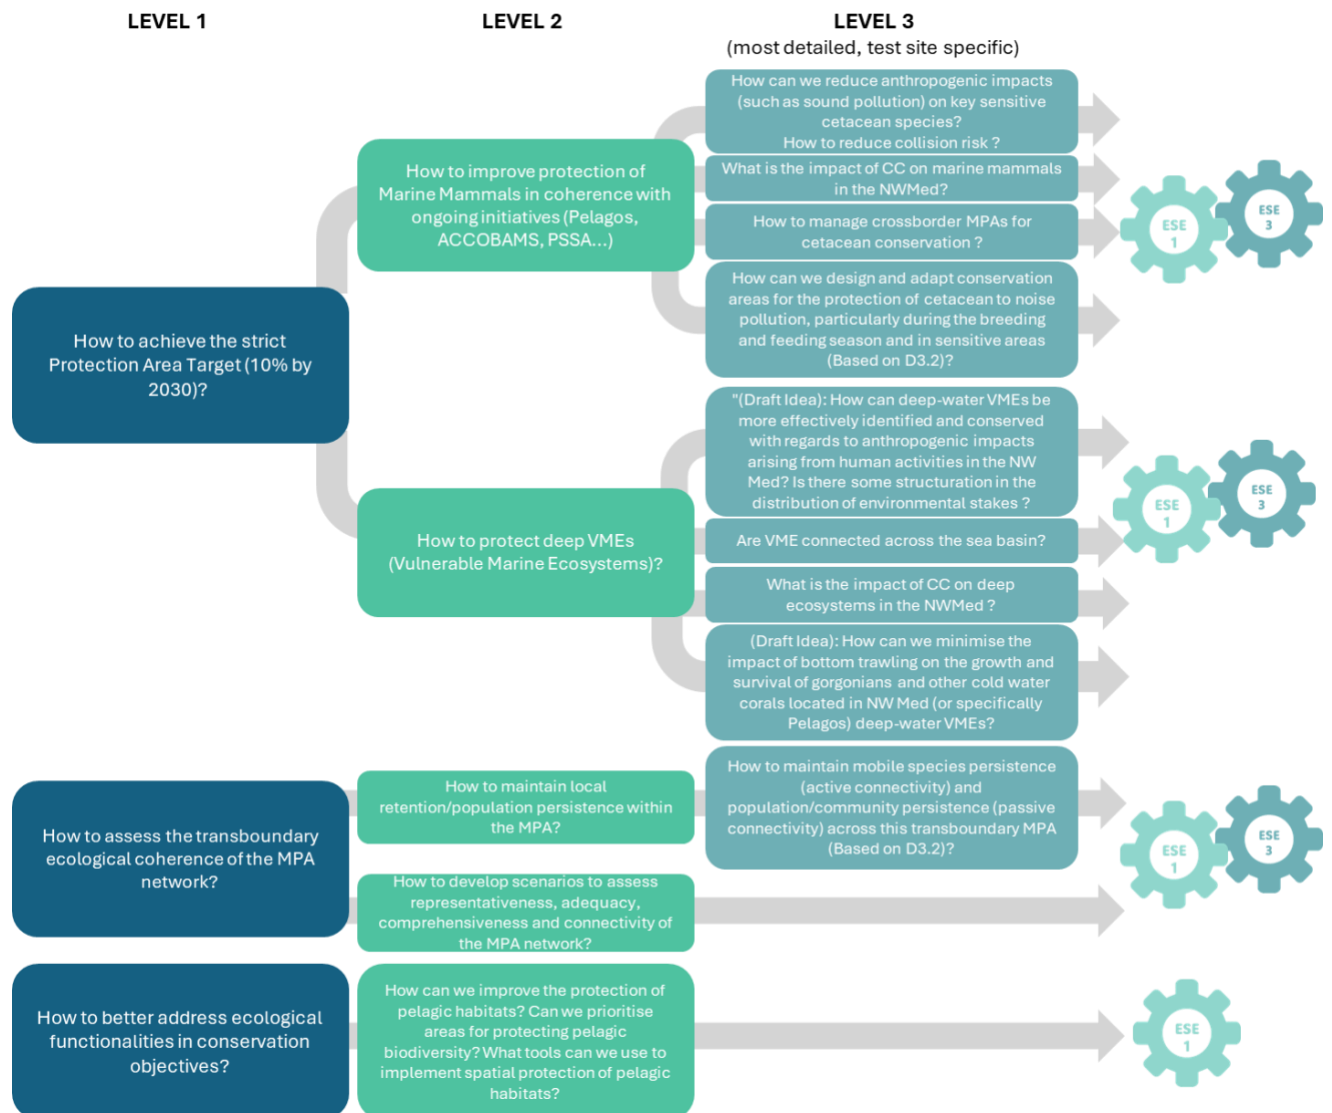 LEVEL 1
LEVEL 2
LEVEL 3
(most detailed, test site specific)
How to achieve the strict
Protection Area Target (10% by
2030)?
How to improve protection of
Marine Mammals in coherence with
ongoing initiatives (Pelagos,
ACCOBAMS, PSSA...)
How can we reduce anthropogenic impacts
(such as sound pollution) on key sensitive
cetacean species?
How to reduce collision risk ?
What is the impact of CC on marine mammals
in the NWMed?
How to manage crossborder MPAs for
cetacean conservation ?
How can we design and adapt conservation
areas for the protection of cetacean to noise
pollution, particularly during the breeding
and feeding season and in sensitive areas
(Based on D3.2)?
ESE
1
ESE
3
How to protect deep VMEs
(Vulnerable Marine Ecosystems)?
"(Draft Idea): How can deep-water VMEs be
more effectively identified and conserved
with regards to anthropogenic impacts
arising from human activities in the NW
Med? Is there some structuration in the
distribution of environmental stakes ?
Are VME connected across the sea basin?
What is the impact of CC on deep
ecosystems in the NWMed ?
(Draft Idea): How can we minimise the
impact of bottom trawling on the growth and
survival of gorgonians and other cold water
corals located in NW Med (or specifically
Pelagos) deep-water VMEs?
ESE
1
ESE
3
How to assess the transboundary
ecological coherence of the MPA
network?
How to maintain local
retention/population persistence within
the MPA?
How to maintain mobile species persistence
(active connectivity) and
population/community persistence (passive
connectivity) across this transboundary MPA
(Based on D3.2)?
How to develop scenarios to assess
representativeness, adequacy,
comprehensiveness and connectivity of
the MPA network?
ESE
1
ESE
3
How to better address ecological
functionalities in conservation
objectives?
How can we improve the protection of
pelagic habitats? Can we prioritise
areas for protecting pelagic
biodiversity? What tools can we use to
implement spatial protection of pelagic
habitats?
ESE
1